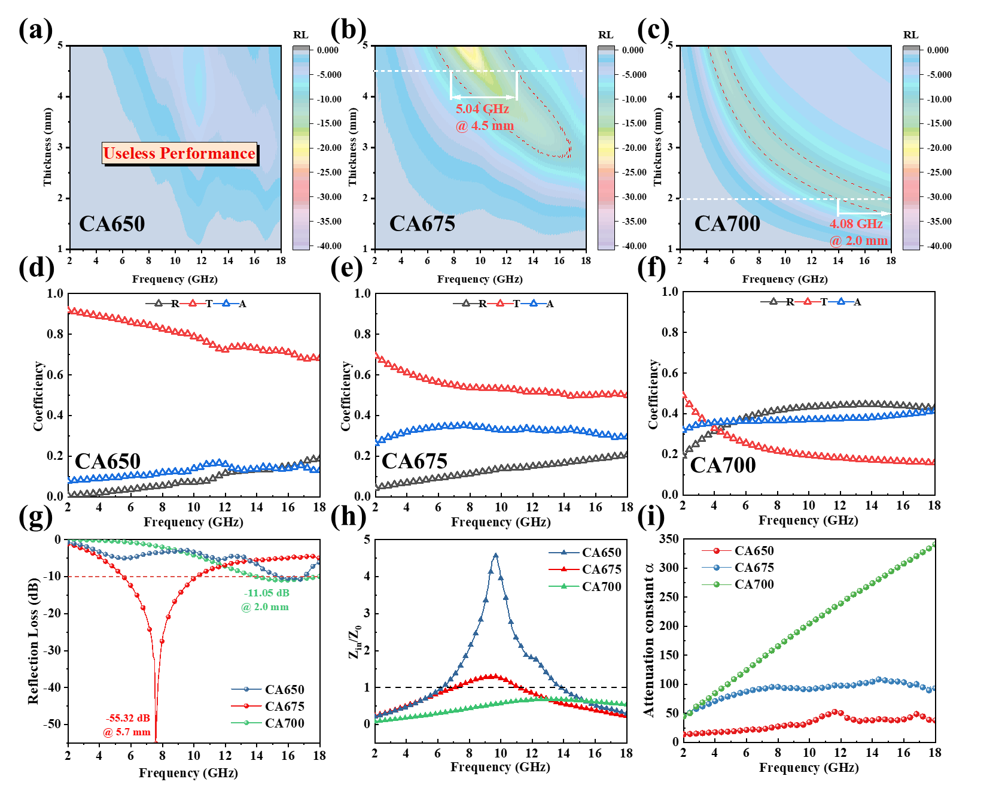 (a)
RL
5
4
3
2
1
Thickness (mm)
Useless Performance
CA650
2 4 6 8 10 12 14 16 18
Frequency (GHz)
0.000
-5.000
-10.00
-15.00
-20.00
-25.00
-30.00
-35.00
-40.00
(b)
RL
5
4
3
2
1
Thickness (mm)
5.04 GHz
@ 4.5 mm
CA675
2 4 6 8 10 12 14 16 18
Frequency (GHz)
0.000
-5.000
-10.00
-15.00
-20.00
-25.00
-30.00
-35.00
-40.00
(c)
RL
5
4
3
2
1
Thickness (mm)
CA700
4.08 GHz
@ 2.0 mm
2 4 6 8 10 12 14 16 18
Frequency (GHz)
0.000
-5.000
-10.00
-15.00
-20.00
-25.00
-30.00
-35.00
-40.00
(d)
1.0
0.8
0.6
0.4
0.2
0.0
Coefficiency
R T A
CA650
2 4 6 8 10 12 14 16 18
Frequency (GHz)
(e)
1.0
0.8
0.6
0.4
0.2
0.0
Coefficiency
R T A
CA675
2 4 6 8 10 12 14 16 18
Frequency (GHz)
(f)
1.0
0.8
0.6
0.4
0.2
0.0
Coefficiency
R T A
CA700
2 4 6 8 10 12 14 16 18
Frequency (GHz)
(g)
0
-10
-20
-30
-40
-50
Reflection Loss (dB)
-11.05 dB
@ 2.0 mm
CA650
CA675
CA700
-55.32 dB
@ 5.7 mm
2 4 6 8 10 12 14 16 18
Frequency (GHz)
(h)
5
4
3
2
1
0
Zin/Z0
CA650
CA675
CA700
2 4 6 8 10 12 14 16 18
Frequency (GHz)
(i)
350
300
250
200
150
100
50
0
Attenuation constant α
CA650
CA675
CA700
2 4 6 8 10 12 14 16 18
Frequency (GHz)